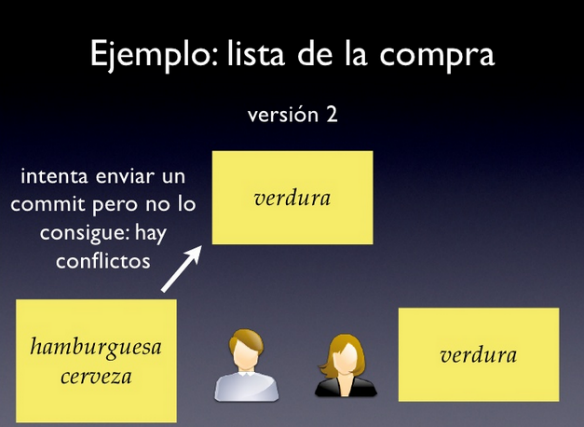 Ejemplo: lista de la compra
versión 2
intenta enviar un
commit pero no lo
consigue: hay
conflictos
verdura
hamburguesa
cerveza
verdura